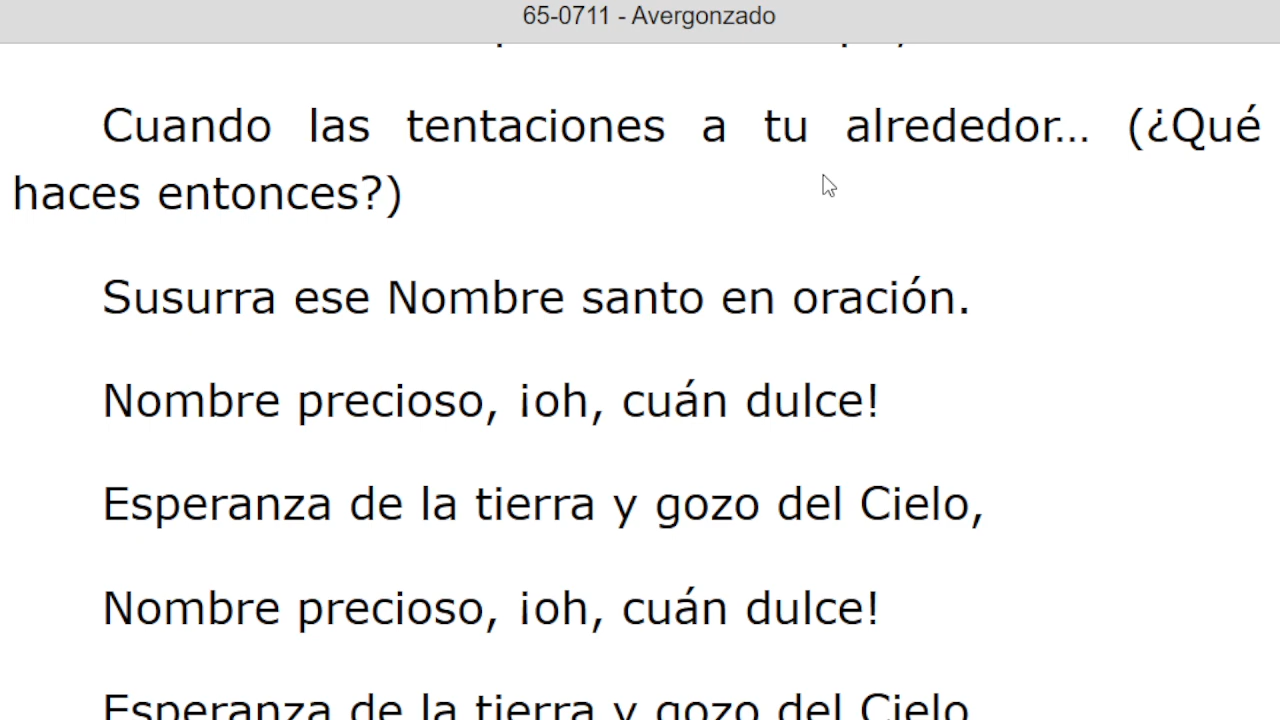 65-0711 - Avergonzado
Cuando las tentaciones a tu alrededor... (¿Qué
haces entonces?)
Susurra ese Nombre santo en oración.
Nombre precioso, ¡oh, cuán dulce!
Esperanza de la tierra y gozo del Cielo,
Nombre precioso, ¡oh, cuán dulce!
Esperanza de la tierra y gozo del Cielo